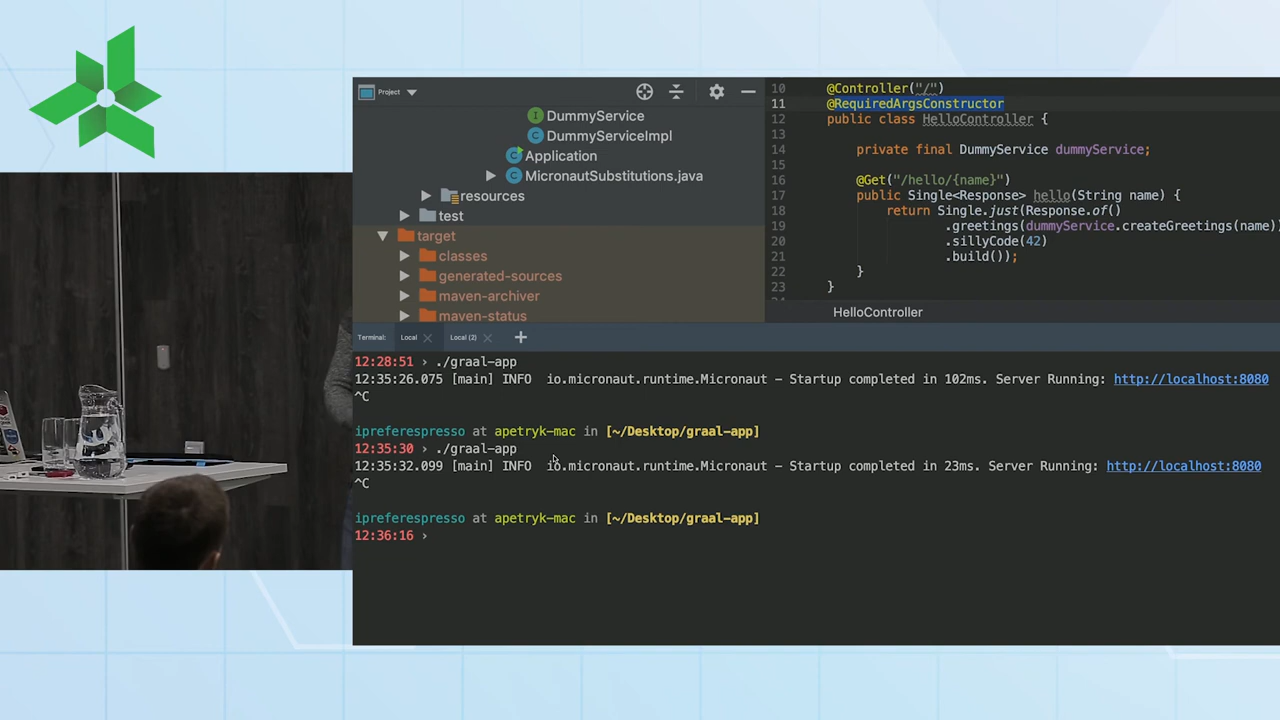 Project
DummyService
DummyServiceImpl
Application
MicronautSubstitutions.java
resources
test
target
classes
generated-sources
maven-archiver
maven-status
10 @Controller("/")
11 @RequiredArgsConstructor
12 public class HelloController {
13
14 private final DummyService dummyService;
15
16 @Get("/hello/{name}")
17 public Single<Response> hello(String name) {
18 return Single.just(Response.of()
19 .greetings(dummyService.createGreetings(name))
20 .sillyCode(42)
21 .build());
22 }
23 }
HelloController
Terminal: Local Local (2)
12:28:51 › ./graal-app
12:35:26.075 [main] INFO io.micronaut.runtime.Micronaut - Startup completed in 102ms. Server Running: http://localhost:8080
^C
ipreferespresso at apetryk-mac in [~/Desktop/graal-app]
12:35:30 › ./graal-app
12:35:32.099 [main] INFO io.micronaut.runtime.Micronaut - Startup completed in 23ms. Server Running: http://localhost:8080
^C
ipreferespresso at apetryk-mac in [~/Desktop/graal-app]
12:36:16 ›